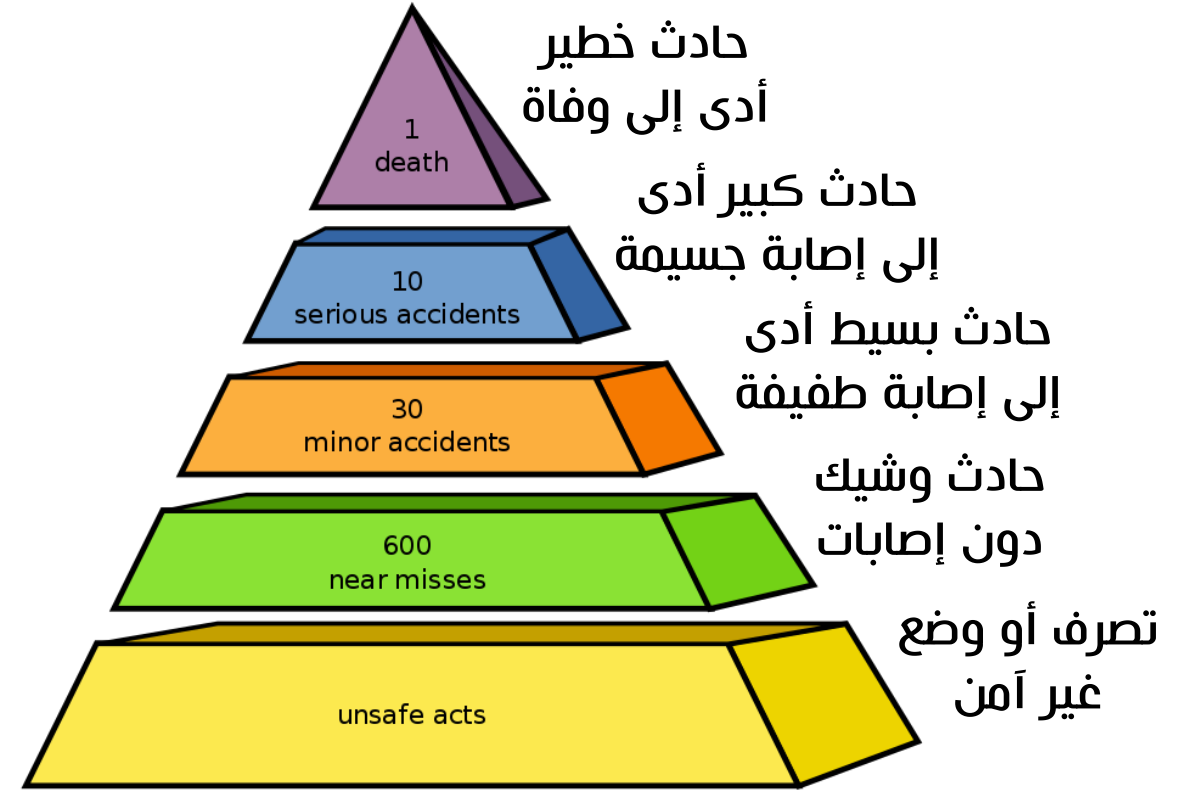 حادث خطير
أدى إلى وفاة
1
death
حادث كبير أدى
إلى إصابة جسيمة
10
serious accidents
حادث بسيط أدى
إلى إصابة طفيفة
30
minor accidents
حادث وشيك
دون إصابات
600
near misses
تصرف أو وضع
غير آمن
unsafe acts